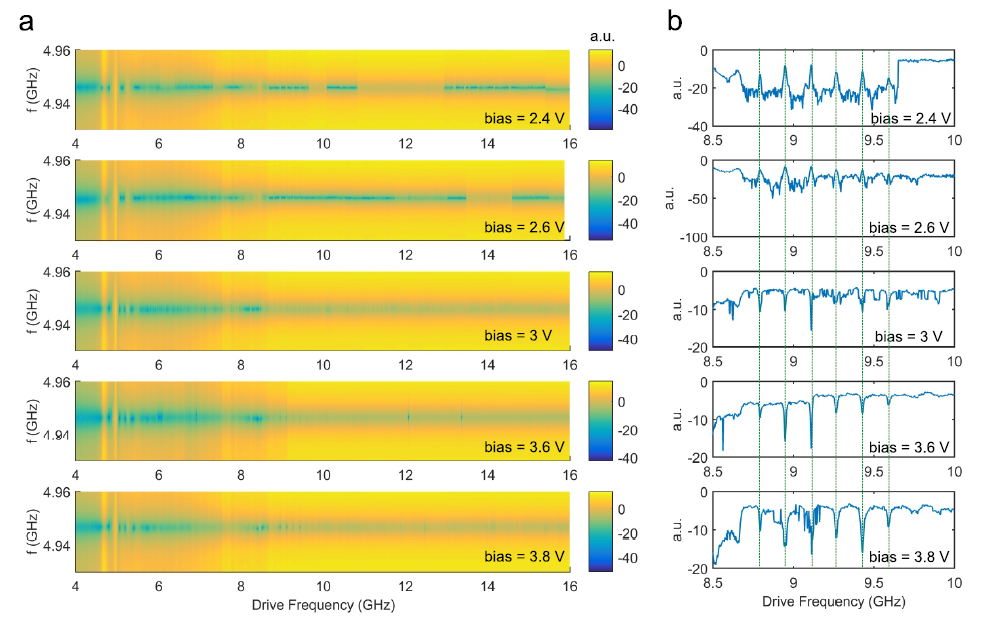 a
b
a.u.
4.96
4.94
f (GHz)
0
-20
-40
bias = 2.4 V
4 6 8 10 12 14 16
4.96
4.94
f (GHz)
0
-20
-40
bias = 2.6 V
4 6 8 10 12 14 16
4.96
4.94
f (GHz)
0
-20
-40
bias = 3 V
4 6 8 10 12 14 16
4.96
4.94
f (GHz)
0
-20
-40
bias = 3.6 V
4 6 8 10 12 14 16
4.96
4.94
f (GHz)
0
-20
-40
bias = 3.8 V
4 6 8 10 12 14 16
Drive Frequency (GHz)
0
-20
-40
a.u.
bias = 2.4 V
8.5 9 9.5 10
0
-50
-100
a.u.
bias = 2.6 V
8.5 9 9.5 10
0
-10
-20
a.u.
bias = 3 V
8.5 9 9.5 10
0
-10
-20
a.u.
bias = 3.6 V
8.5 9 9.5 10
0
-10
-20
a.u.
bias = 3.8 V
8.5 9 9.5 10
Drive Frequency (GHz)